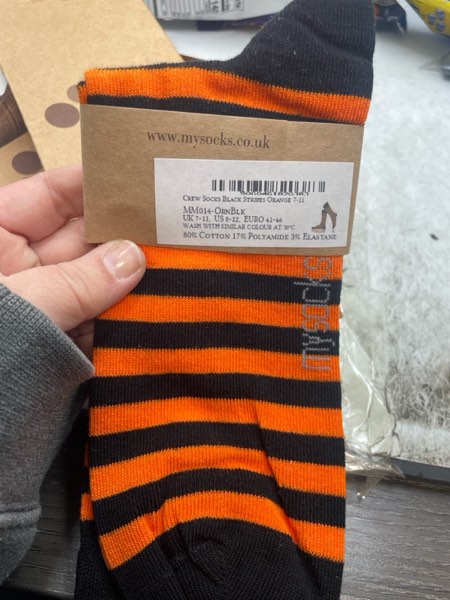 www.mysocks.co.uk
Crew Socks Black Stripes Orange 7-11
MM014-OrnBlk
UK 7-11, US 8-12, EURO 41-46
Wash with similar colour at 30°C
80% Cotton 17% Polyamide 3% Elastane
mysocks